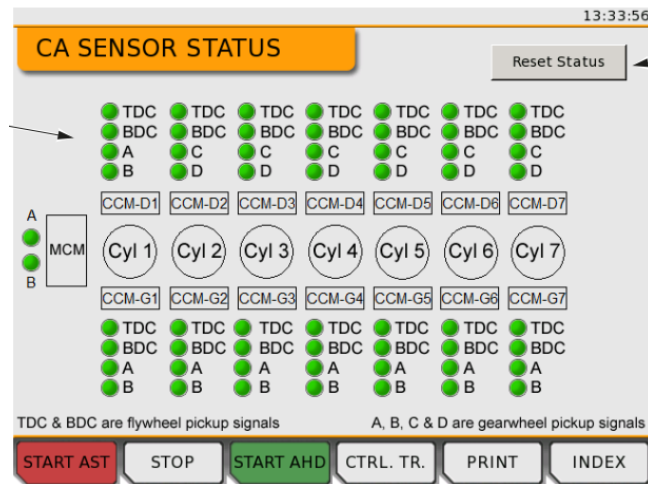 13:33:56
CA SENSOR STATUS
Reset Status
TDC TDC TDC TDC TDC TDC TDC
BDC BDC BDC BDC BDC BDC BDC
A C C C C C C
B D D D D D D
CCM-D1 CCM-D2 CCM-D3 CCM-D4 CCM-D5 CCM-D6 CCM-D7
A
MCM Cyl 1 Cyl 2 Cyl 3 Cyl 4 Cyl 5 Cyl 6 Cyl 7
B
CCM-G1 CCM-G2 CCM-G3 CCM-G4 CCM-G5 CCM-G6 CCM-G7
TDC TDC TDC TDC TDC TDC TDC
BDC BDC BDC BDC BDC BDC BDC
A A A A A A A
B B B B B B B
TDC & BDC are flywheel pickup signals A, B, C & D are gearwheel pickup signals
START AST STOP START AHD CTRL. TR. PRINT INDEX